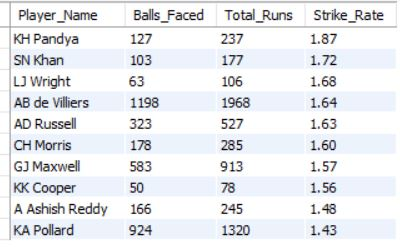 Player_Name Balls_Faced Total_Runs Strike_Rate
KH Pandya 127 237 1.87
SN Khan 103 177 1.72
LJ Wright 63 106 1.68
AB de Villiers 1198 1968 1.64
AD Russell 323 527 1.63
CH Morris 178 285 1.60
GJ Maxwell 583 913 1.57
KK Cooper 50 78 1.56
A Ashish Reddy 166 245 1.48
KA Pollard 924 1320 1.43